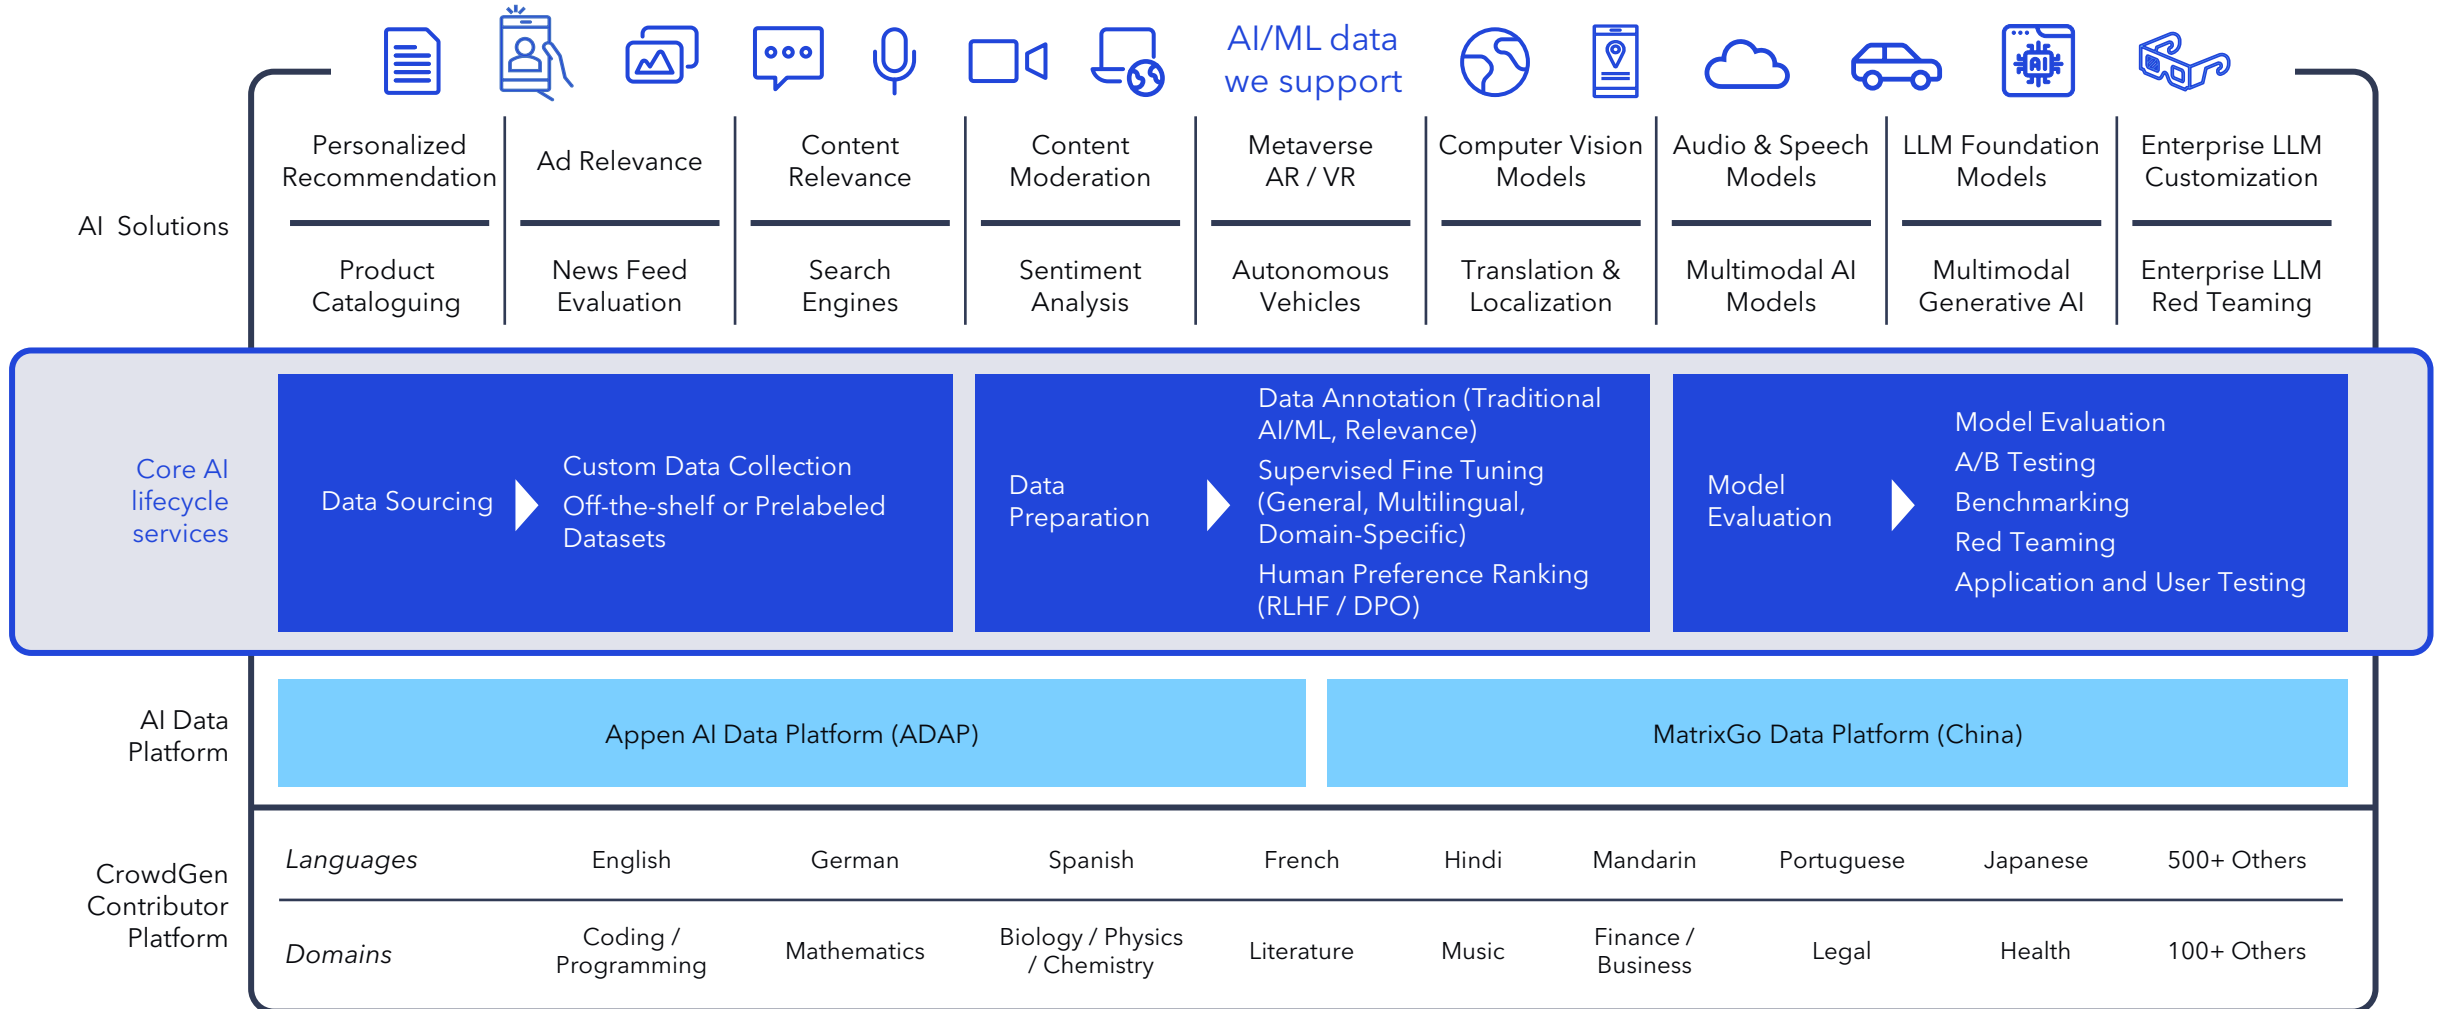 AI/ML data
we support
AI Solutions
Personalized
Recommendation
Ad Relevance
Content
Relevance
Content
Moderation
Metaverse
AR / VR
Computer Vision
Models
Audio & Speech
Models
LLM Foundation
Models
Enterprise LLM
Customization
Product
Cataloguing
News Feed
Evaluation
Search
Engines
Sentiment
Analysis
Autonomous
Vehicles
Translation &
Localization
Multimodal AI
Models
Multimodal
Generative AI
Enterprise LLM
Red Teaming
Core AI
lifecycle
services
Data Sourcing
Custom Data Collection
Off-the-shelf or Prelabeled
Datasets
Data
Preparation
Data Annotation (Traditional
AI/ML, Relevance)
Supervised Fine Tuning
(General, Multilingual,
Domain-Specific)
Human Preference Ranking
(RLHF / DPO)
Model
Evaluation
Model Evaluation
A/B Testing
Benchmarking
Red Teaming
Application and User Testing
AI Data
Platform
Appen AI Data Platform (ADAP)
MatrixGo Data Platform (China)
CrowdGen
Contributor
Platform
Languages
English
German
Spanish
French
Hindi
Mandarin
Portuguese
Japanese
500+ Others
Domains
Coding /
Programming
Mathematics
Biology / Physics
/ Chemistry
Literature
Music
Finance /
Business
Legal
Health
100+ Others
AI